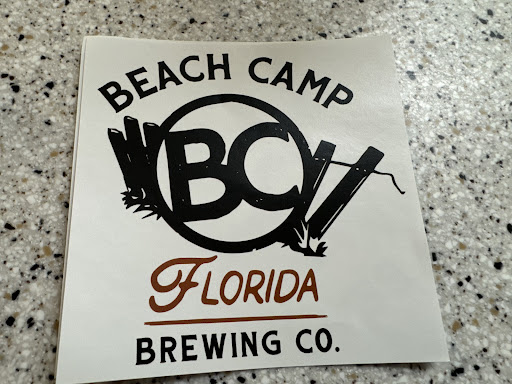 BEACH CAMP
BC
FLORIDA
BREWING CO.